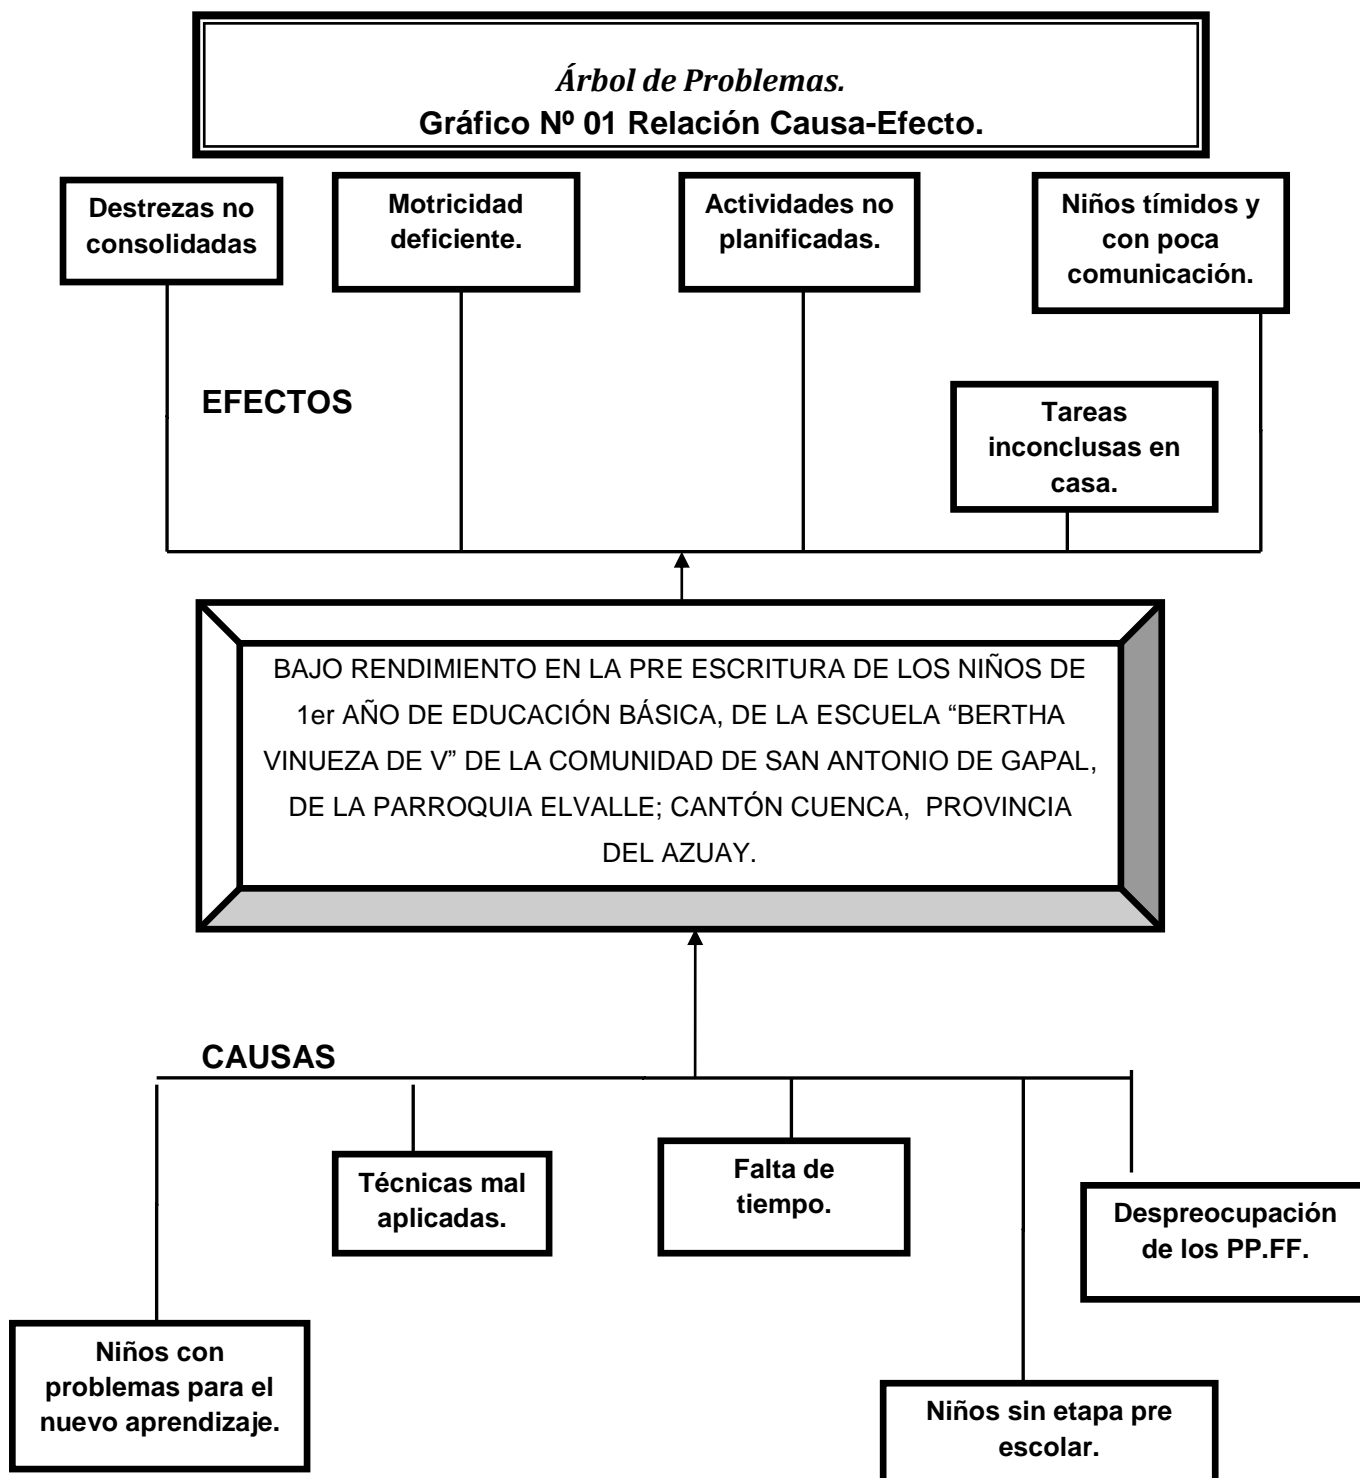 Árbol de Problemas.
Gráfico Nº 01 Relación Causa-Efecto.
Destrezas no
consolidadas
Motricidad
deficiente.
Actividades no
planificadas.
Niños tímidos y
con poca
comunicación.
EFECTOS
Tareas
inconclusas en
casa.
BAJO RENDIMIENTO EN LA PRE ESCRITURA DE LOS NIÑOS DE
1er AÑO DE EDUCACIÓN BÁSICA, DE LA ESCUELA “BERTHA
VINUEZA DE V” DE LA COMUNIDAD DE SAN ANTONIO DE GAPAL,
DE LA PARROQUIA ELVALLE; CANTÓN CUENCA, PROVINCIA
DEL AZUAY.
CAUSAS
Técnicas mal
aplicadas.
Falta de
tiempo.
Despreocupación
de los PP.FF.
Niños con
problemas para el
nuevo aprendizaje.
Niños sin etapa pre
escolar.